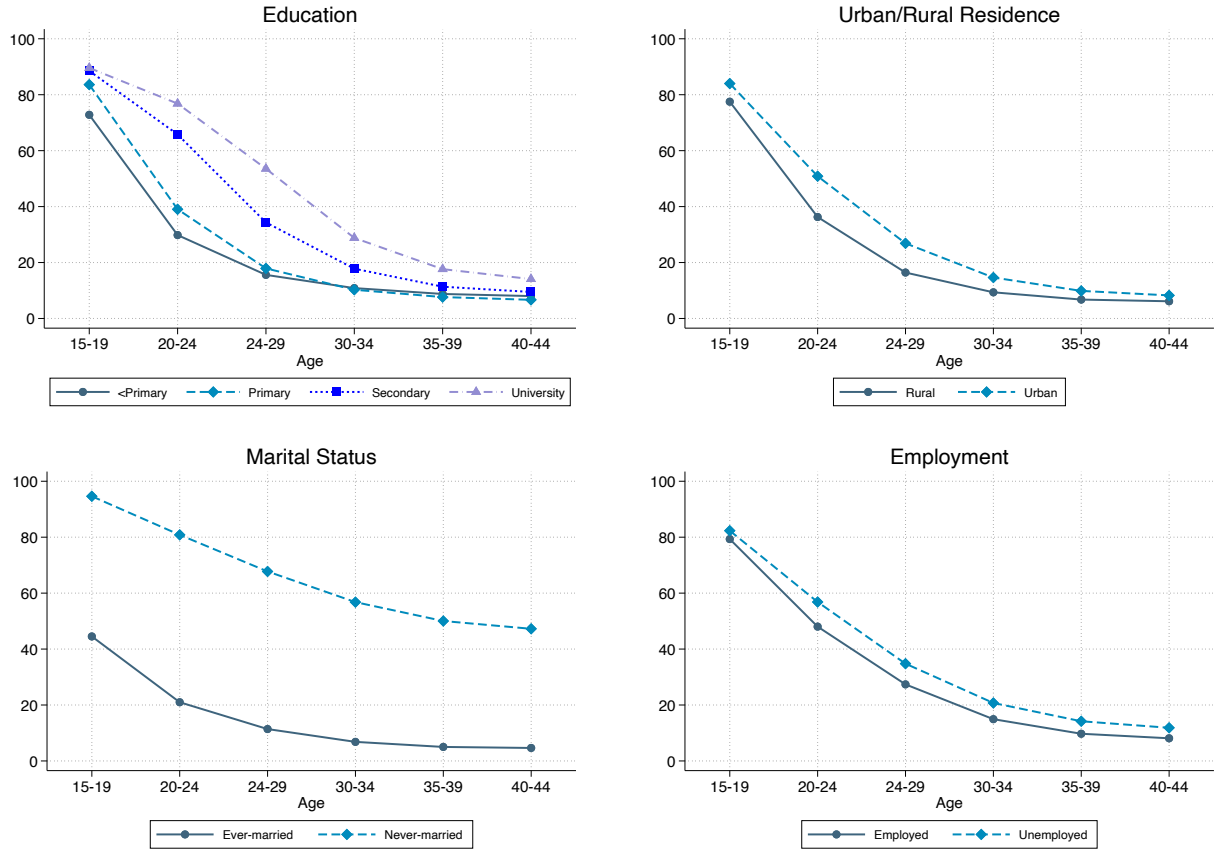 Education
100
80
60
40
20
0
15-19 20-24 24-29 30-34 35-39 40-44
Age
<Primary Primary Secondary University
Urban/Rural Residence
100
80
60
40
20
0
15-19 20-24 24-29 30-34 35-39 40-44
Age
Rural Urban
Marital Status
100
80
60
40
20
0
15-19 20-24 24-29 30-34 35-39 40-44
Age
Ever-married Never-married
Employment
100
80
60
40
20
0
15-19 20-24 24-29 30-34 35-39 40-44
Age
Employed Unemployed